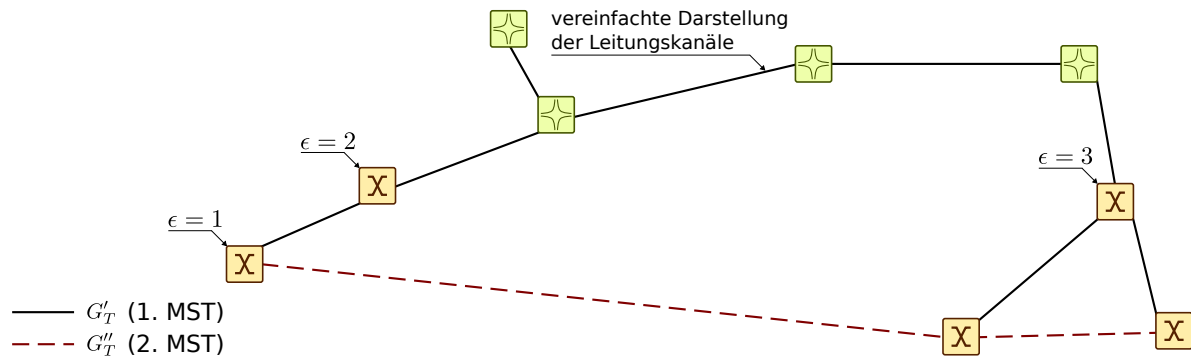 vereinfachte Darstellung
der Leitungskanäle
ϵ = 2
ϵ = 3
ϵ = 1
G′_T (1. MST)
G″_T (2. MST)